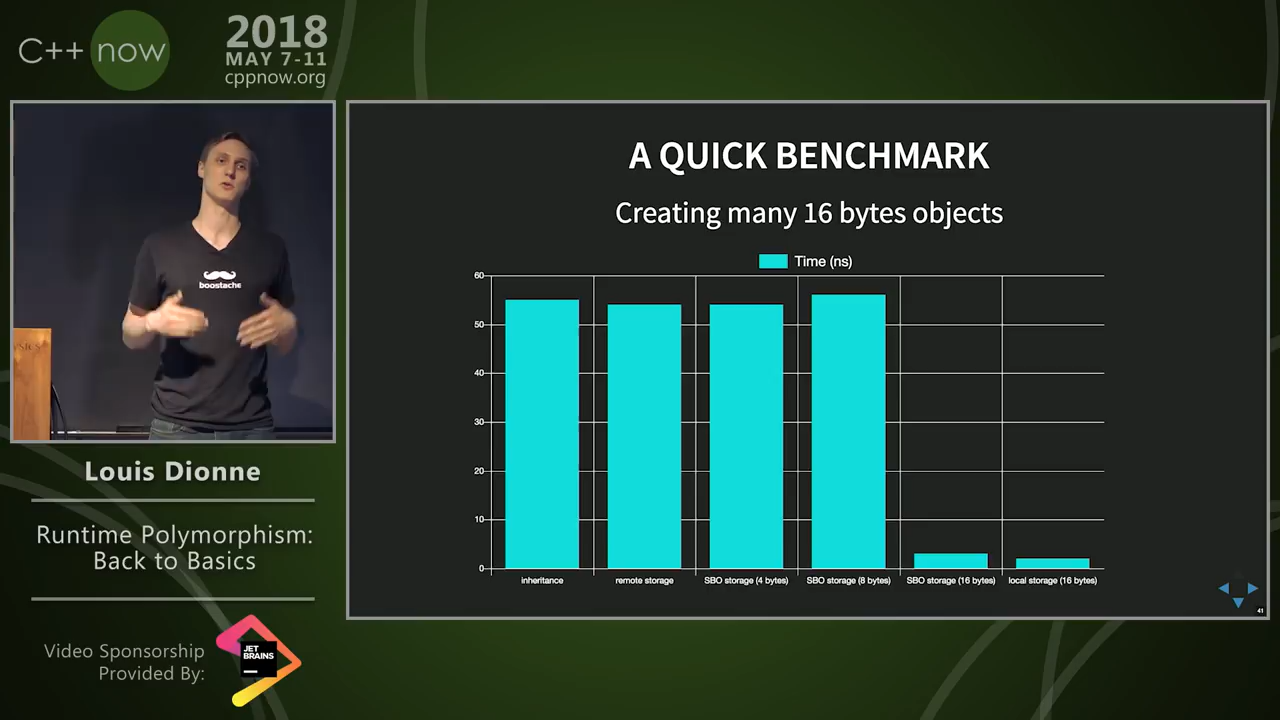 C++ now
2018
MAY 7-11
cppnow.org
boostache
Louis Dionne
Runtime Polymorphism:
Back to Basics
Video Sponsorship
Provided By:
JET
BRAINS
A QUICK BENCHMARK
Creating many 16 bytes objects
Time (ns)
60
50
40
30
20
10
0
inheritance
remote storage
SBO storage (4 bytes)
SBO storage (8 bytes)
SBO storage (16 bytes)
local storage (16 bytes)
41